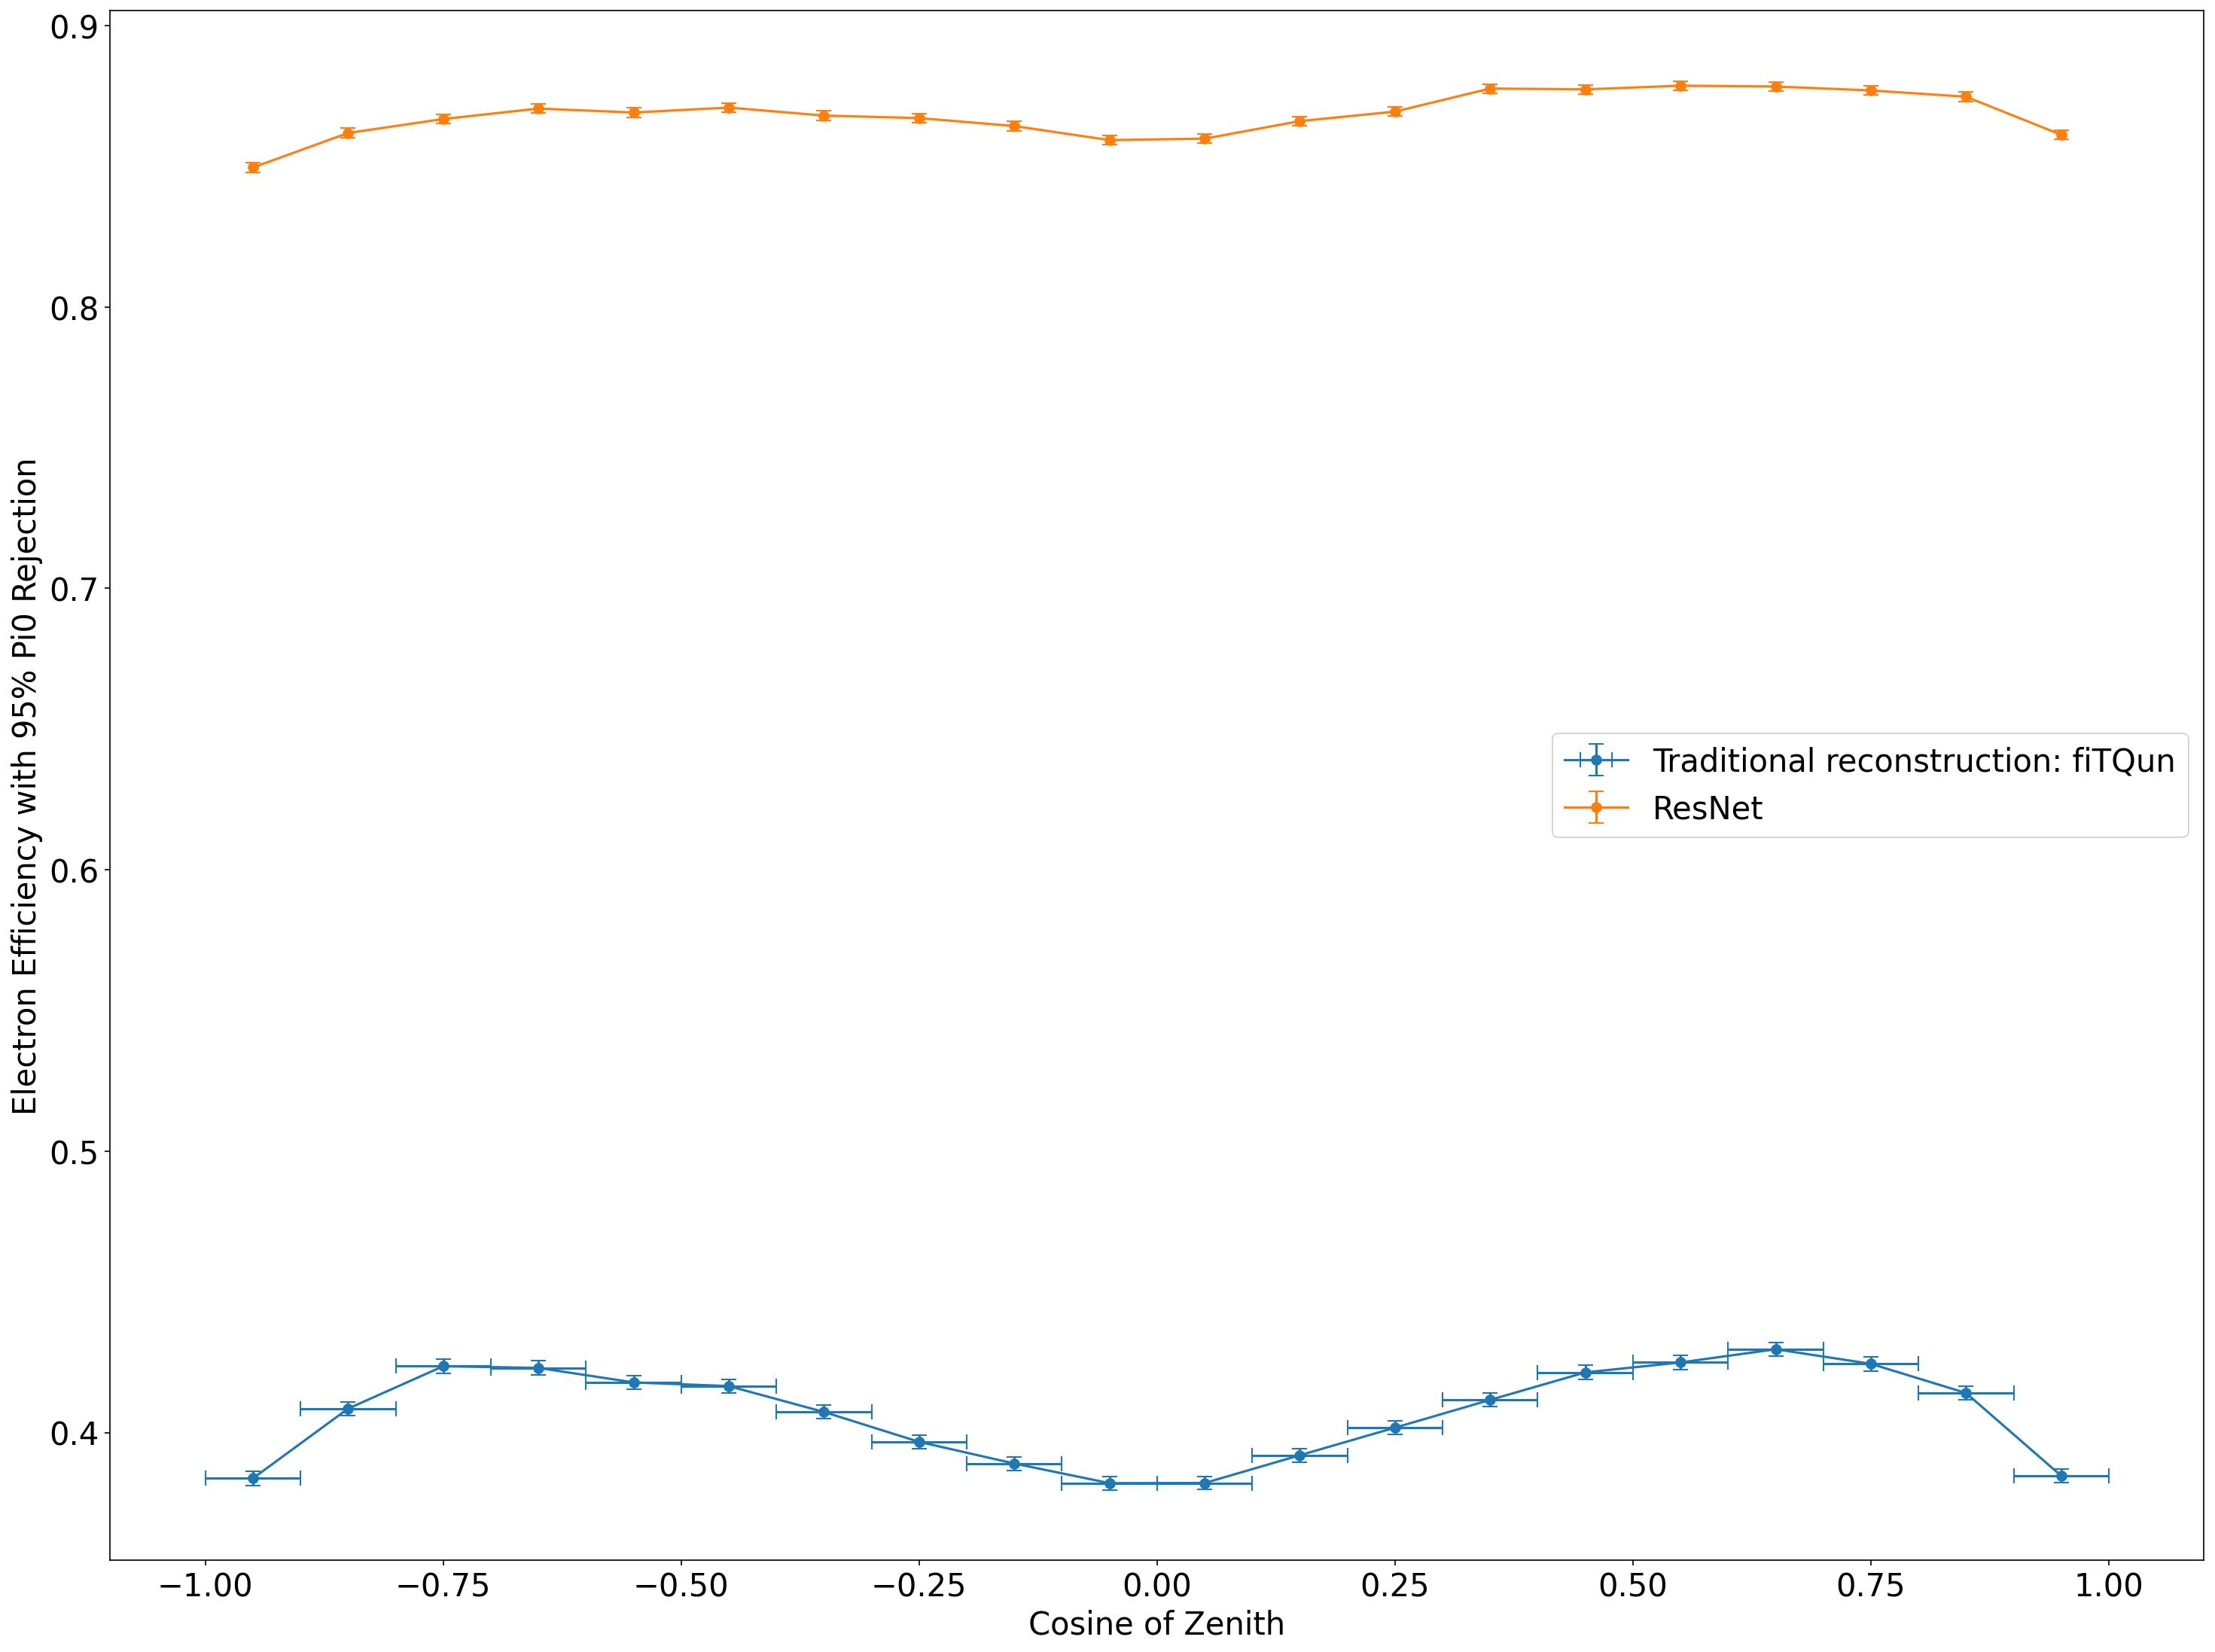 0.9
0.8
0.7
0.6
0.5
0.4
Electron Efficiency with 95% Pi0 Rejection
Traditional reconstruction: fiTQun
ResNet
−1.00 −0.75 −0.50 −0.25 0.00 0.25 0.50 0.75 1.00
Cosine of Zenith